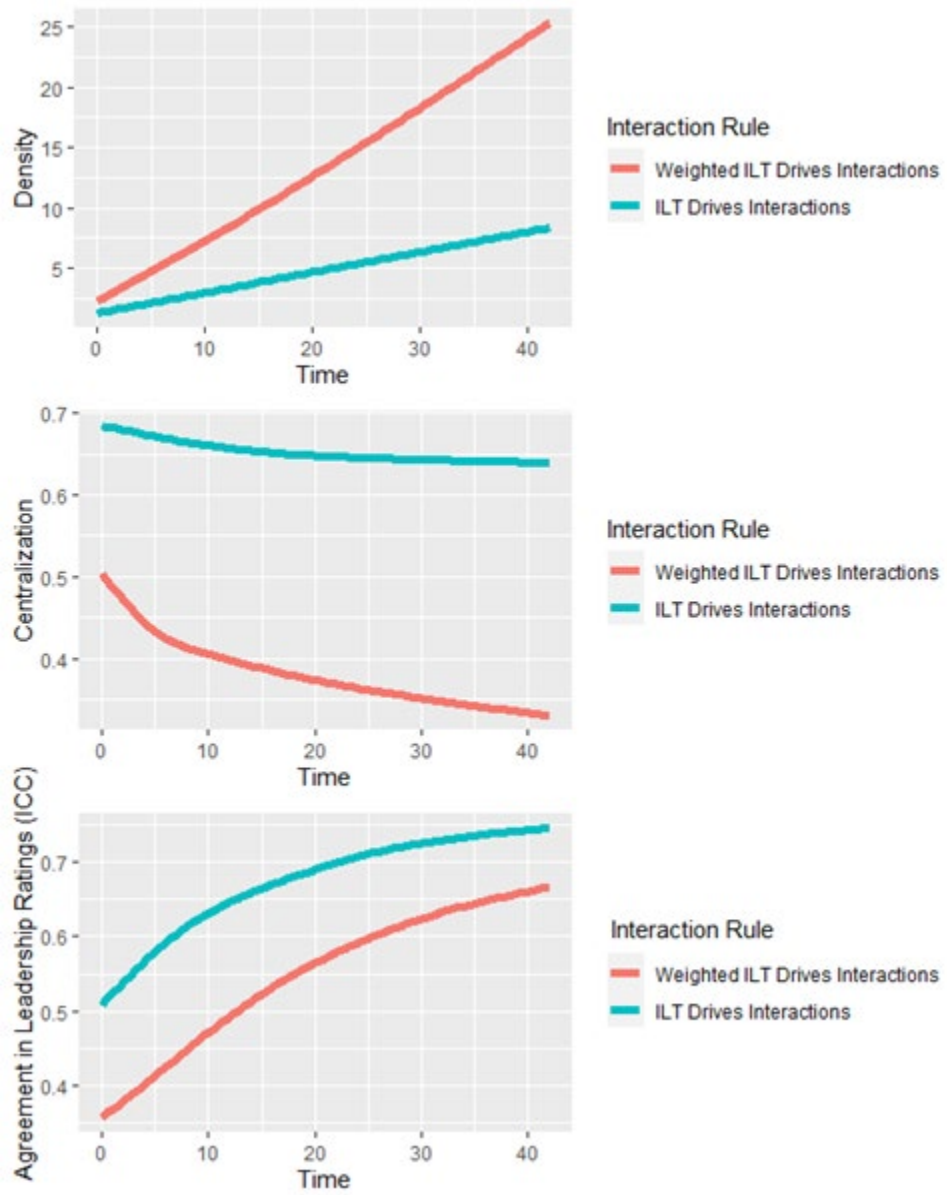 25
20
15
10
5
Density
0 10 20 30 40
Time
Interaction Rule
Weighted ILT Drives Interactions
ILT Drives Interactions
0.7
0.6
0.5
0.4
Centralization
0 10 20 30 40
Time
Interaction Rule
Weighted ILT Drives Interactions
ILT Drives Interactions
0.7
0.6
0.5
0.4
Agreement in Leadership Ratings (ICC)
0 10 20 30 40
Time
Interaction Rule
Weighted ILT Drives Interactions
ILT Drives Interactions